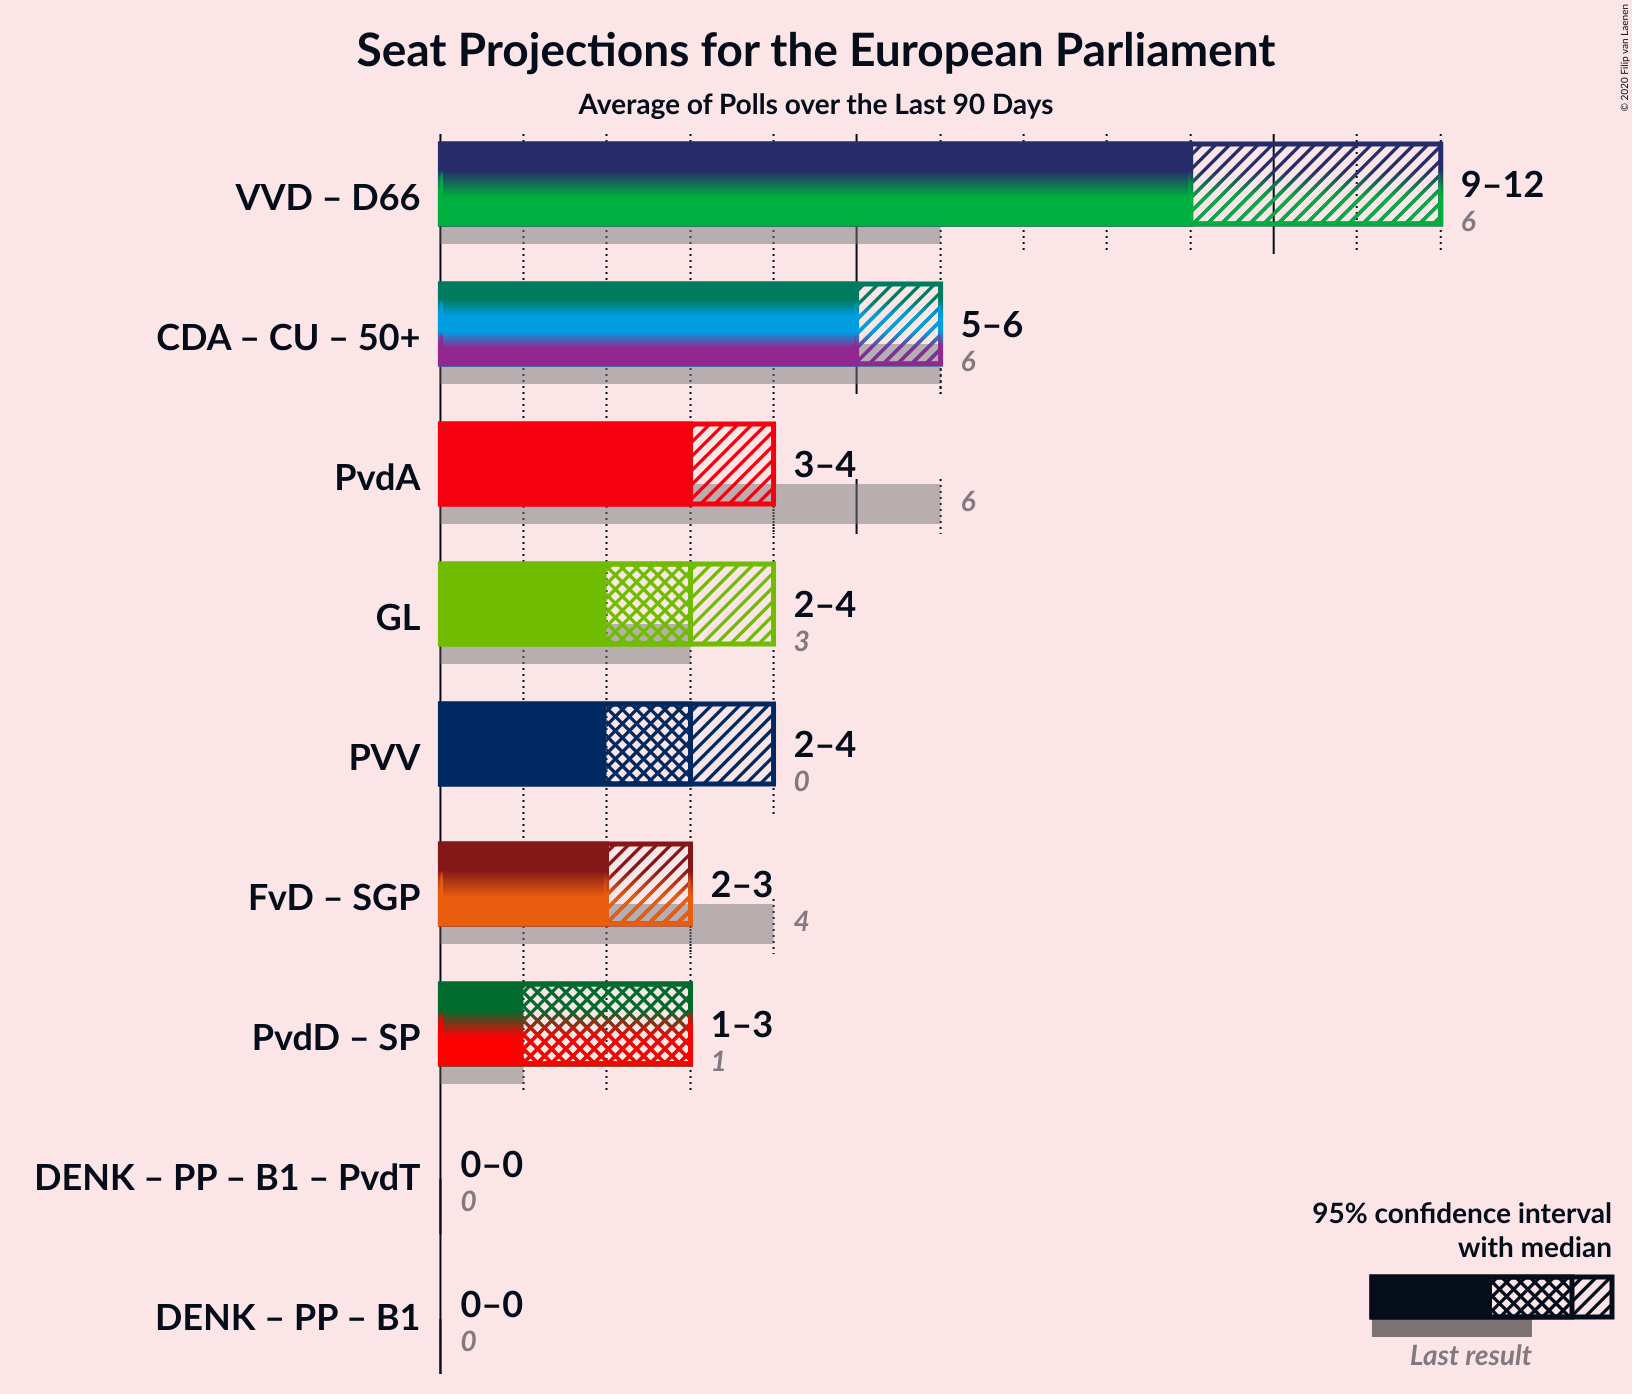 Seat Projections for the European Parliament
Average of Polls over the Last 90 Days
© 2020 Filip van Laenen
VVD – D66
9–12
6
CDA – CU – 50+
5–6
6
PvdA
3–4
6
GL
2–4
3
PVV
2–4
0
FvD – SGP
2–3
4
PvdD – SP
1–3
1
DENK – PP – B1 – PvdT
0–0
0
DENK – PP – B1
0–0
0
95% confidence interval
with median
Last result